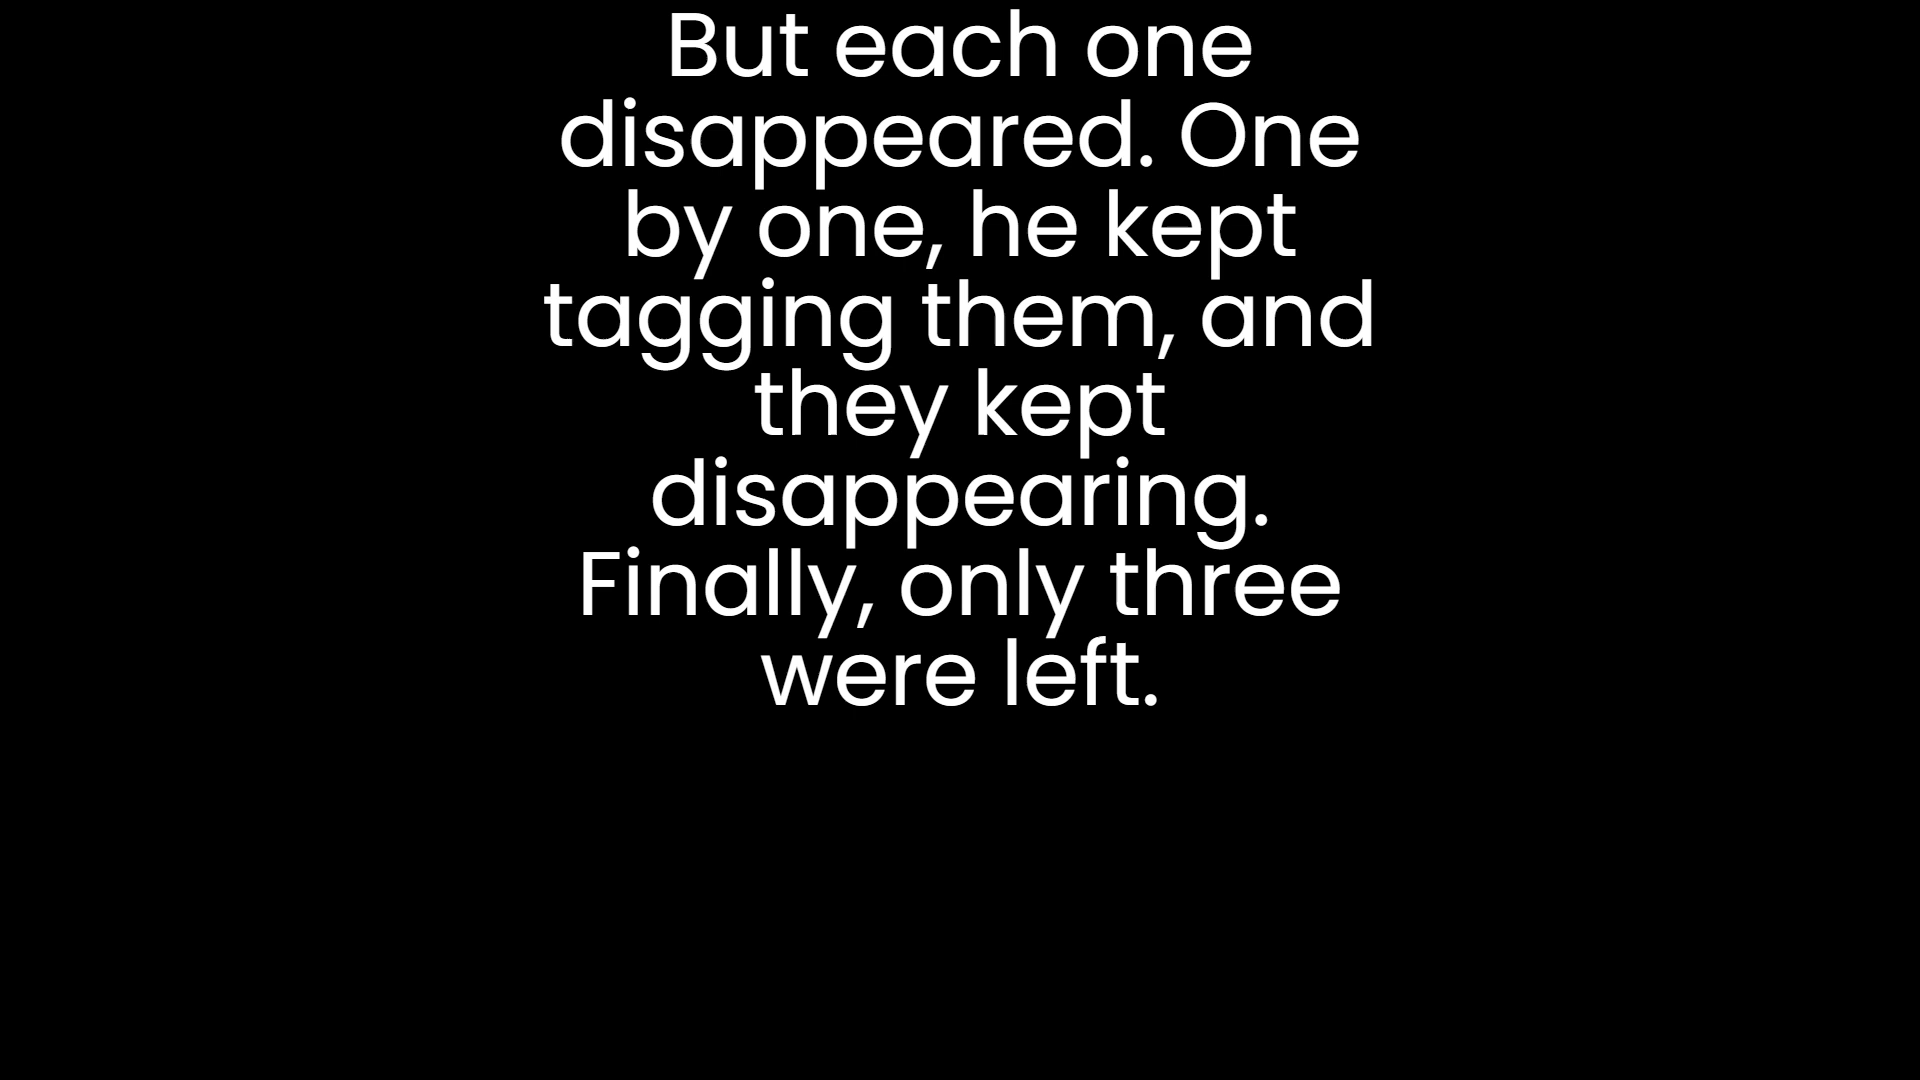 But each one
disappeared. One
by one, he kept
tagging them, and
they kept
disappearing.
Finally, only three
were left.